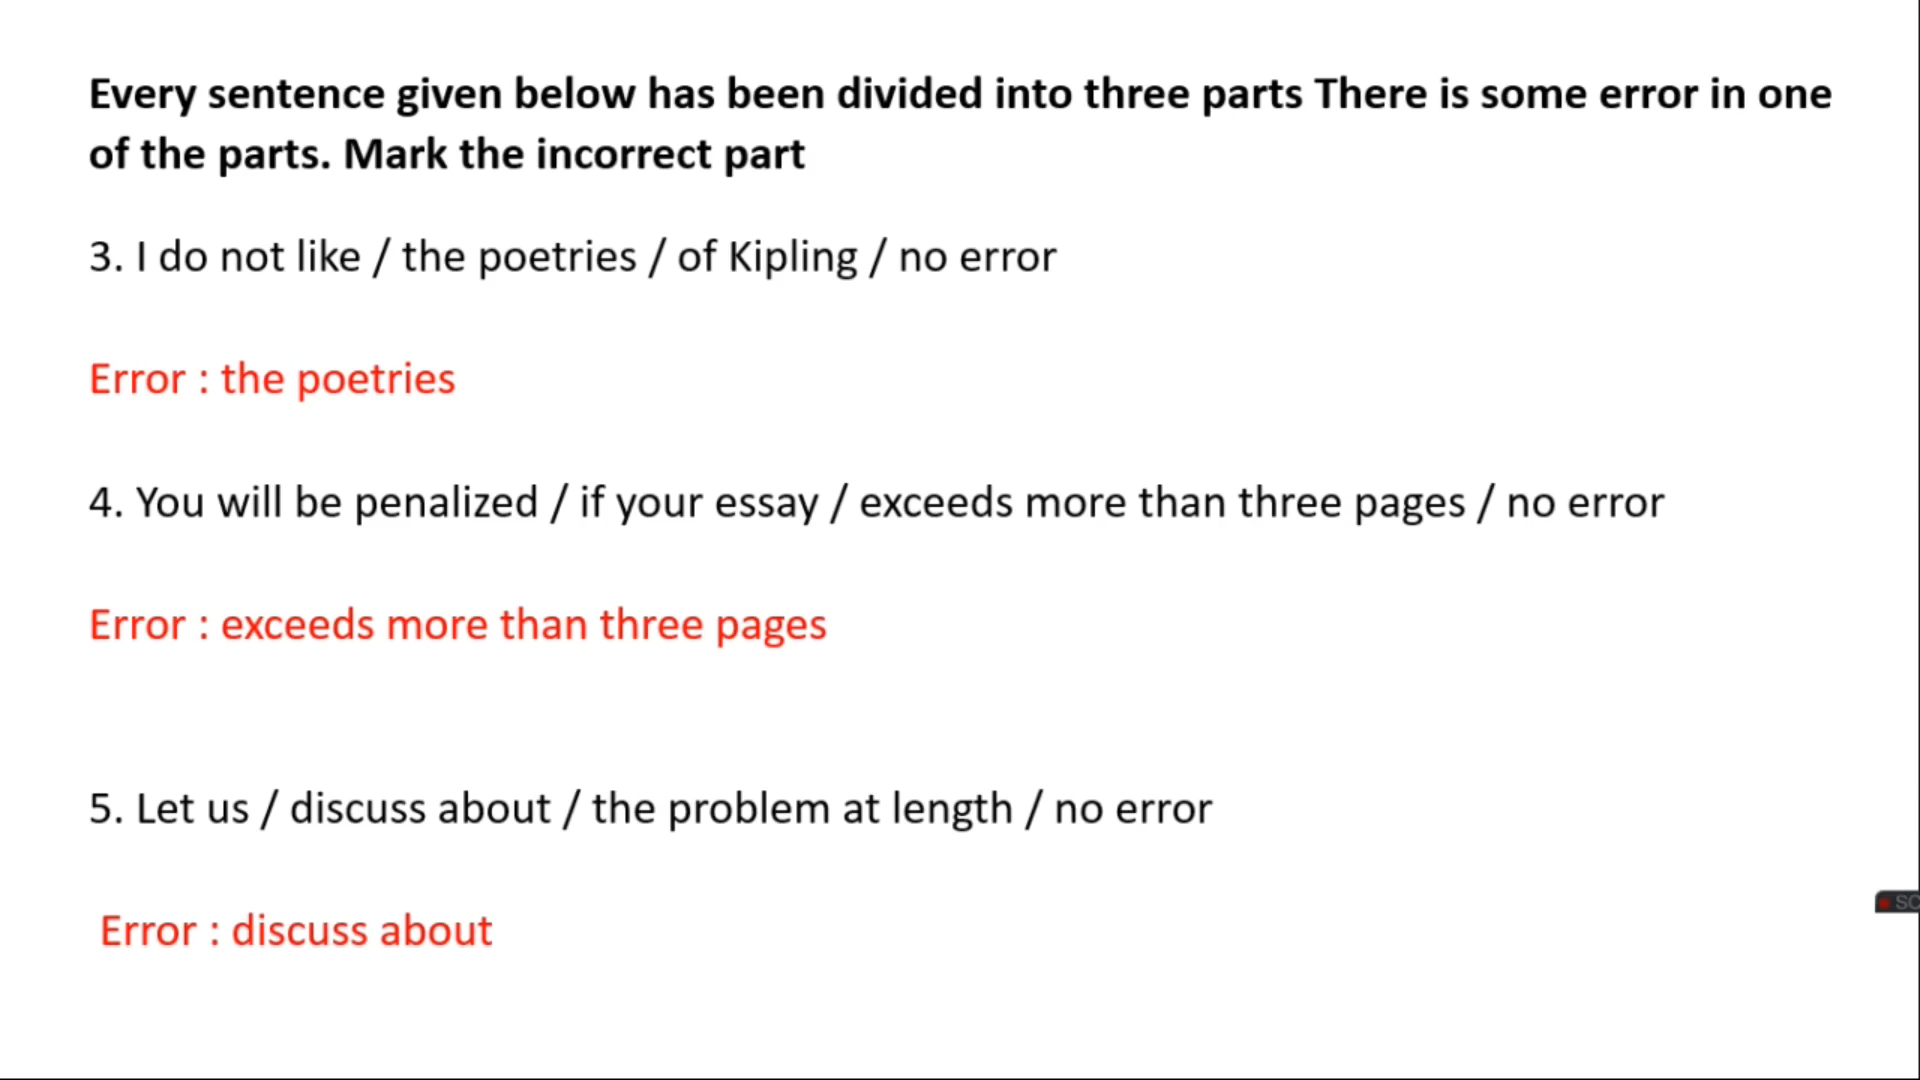 Every sentence given below has been divided into three parts There is some error in one
of the parts. Mark the incorrect part
3. I do not like / the poetries / of Kipling / no error
Error : the poetries
4. You will be penalized / if your essay / exceeds more than three pages / no error
Error : exceeds more than three pages
5. Let us / discuss about / the problem at length / no error
Error : discuss about